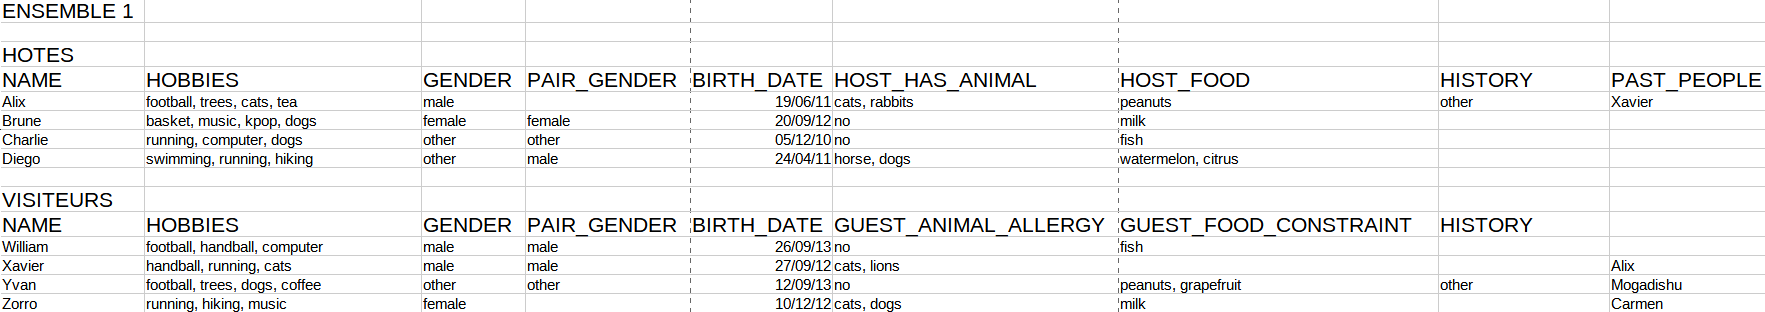 ENSEMBLE 1
HOTES
NAME HOBBIES GENDER PAIR_GENDER BIRTH_DATE HOST_HAS_ANIMAL HOST_FOOD HISTORY PAST_PEOPLE
Alix football, trees, cats, tea male 19/06/11 cats, rabbits peanuts other Xavier
Brune basket, music, kpop, dogs female female 20/09/12 no milk
Charlie running, computer, dogs other other 05/12/10 no fish
Diego swimming, running, hiking other male 24/04/11 horse, dogs watermelon, citrus
VISITEURS
NAME HOBBIES GENDER PAIR_GENDER BIRTH_DATE GUEST_ANIMAL_ALLERGY GUEST_FOOD_CONSTRAINT HISTORY
William football, handball, computer male male 26/09/13 no fish
Xavier handball, running, cats male male 27/09/12 cats, lions Alix
Yvan football, trees, dogs, coffee other other 12/09/13 no peanuts, grapefruit other Mogadishu
Zorro running, hiking, music female 10/12/12 cats, dogs milk Carmen